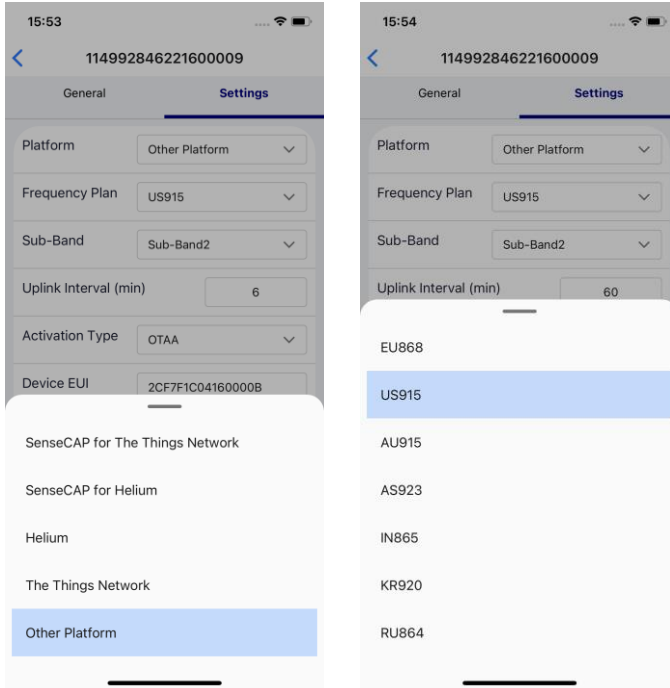 15:53
114992846221600009
General Settings
Platform Other Platform
Frequency Plan US915
Sub-Band Sub-Band2
Uplink Interval (min) 6
Activation Type OTAA
Device EUI 2CF7F1C04160000B
SenseCAP for The Things Network
SenseCAP for Helium
Helium
The Things Network
Other Platform
15:54
114992846221600009
General Settings
Platform Other Platform
Frequency Plan US915
Sub-Band Sub-Band2
Uplink Interval (min) 60
EU868
US915
AU915
AS923
IN865
KR920
RU864